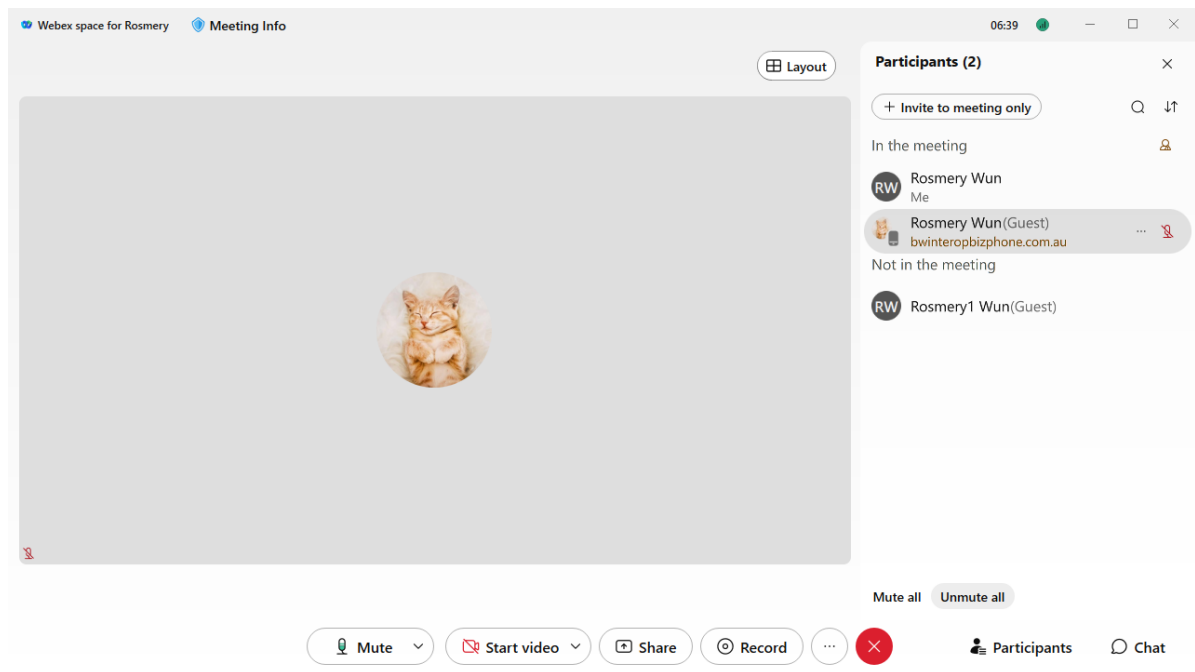 Webex space for Rosmery
Meeting Info
06:39
Layout
Participants (2)
Invite to meeting only
In the meeting
RW
Rosmery Wun
Me
Rosmery Wun(Guest)
bwinteropbizphone.com.au
Not in the meeting
RW
Rosmery1 Wun(Guest)
Mute all
Unmute all
Mute
Start video
Share
Record
Participants
Chat